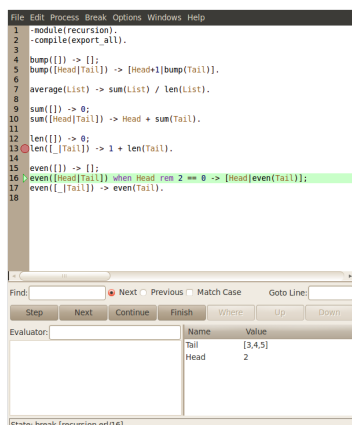 File Edit Process Break Options Windows Help
1 -module(recursion).
2 -compile(export_all).
3
4 bump([]) -> [];
5 bump([Head|Tail]) -> [Head+1|bump(Tail)].
6
7 average(List) -> sum(List) / len(List).
8
9 sum([]) -> 0;
10 sum([Head|Tail]) -> Head + sum(Tail).
11
12 len([]) -> 0;
13 len([_|Tail]) -> 1 + len(Tail).
14
15 even([]) -> [];
16 even([Head|Tail]) when Head rem 2 == 0 -> [Head|even(Tail)];
17 even([_|Tail]) -> even(Tail).
18
Find: Next Previous Match Case Goto Line:
Step Next Continue Finish Where Up Down
Evaluator: Name Value
Tail [3,4,5]
Head 2
State: break [recursion.erl/16]